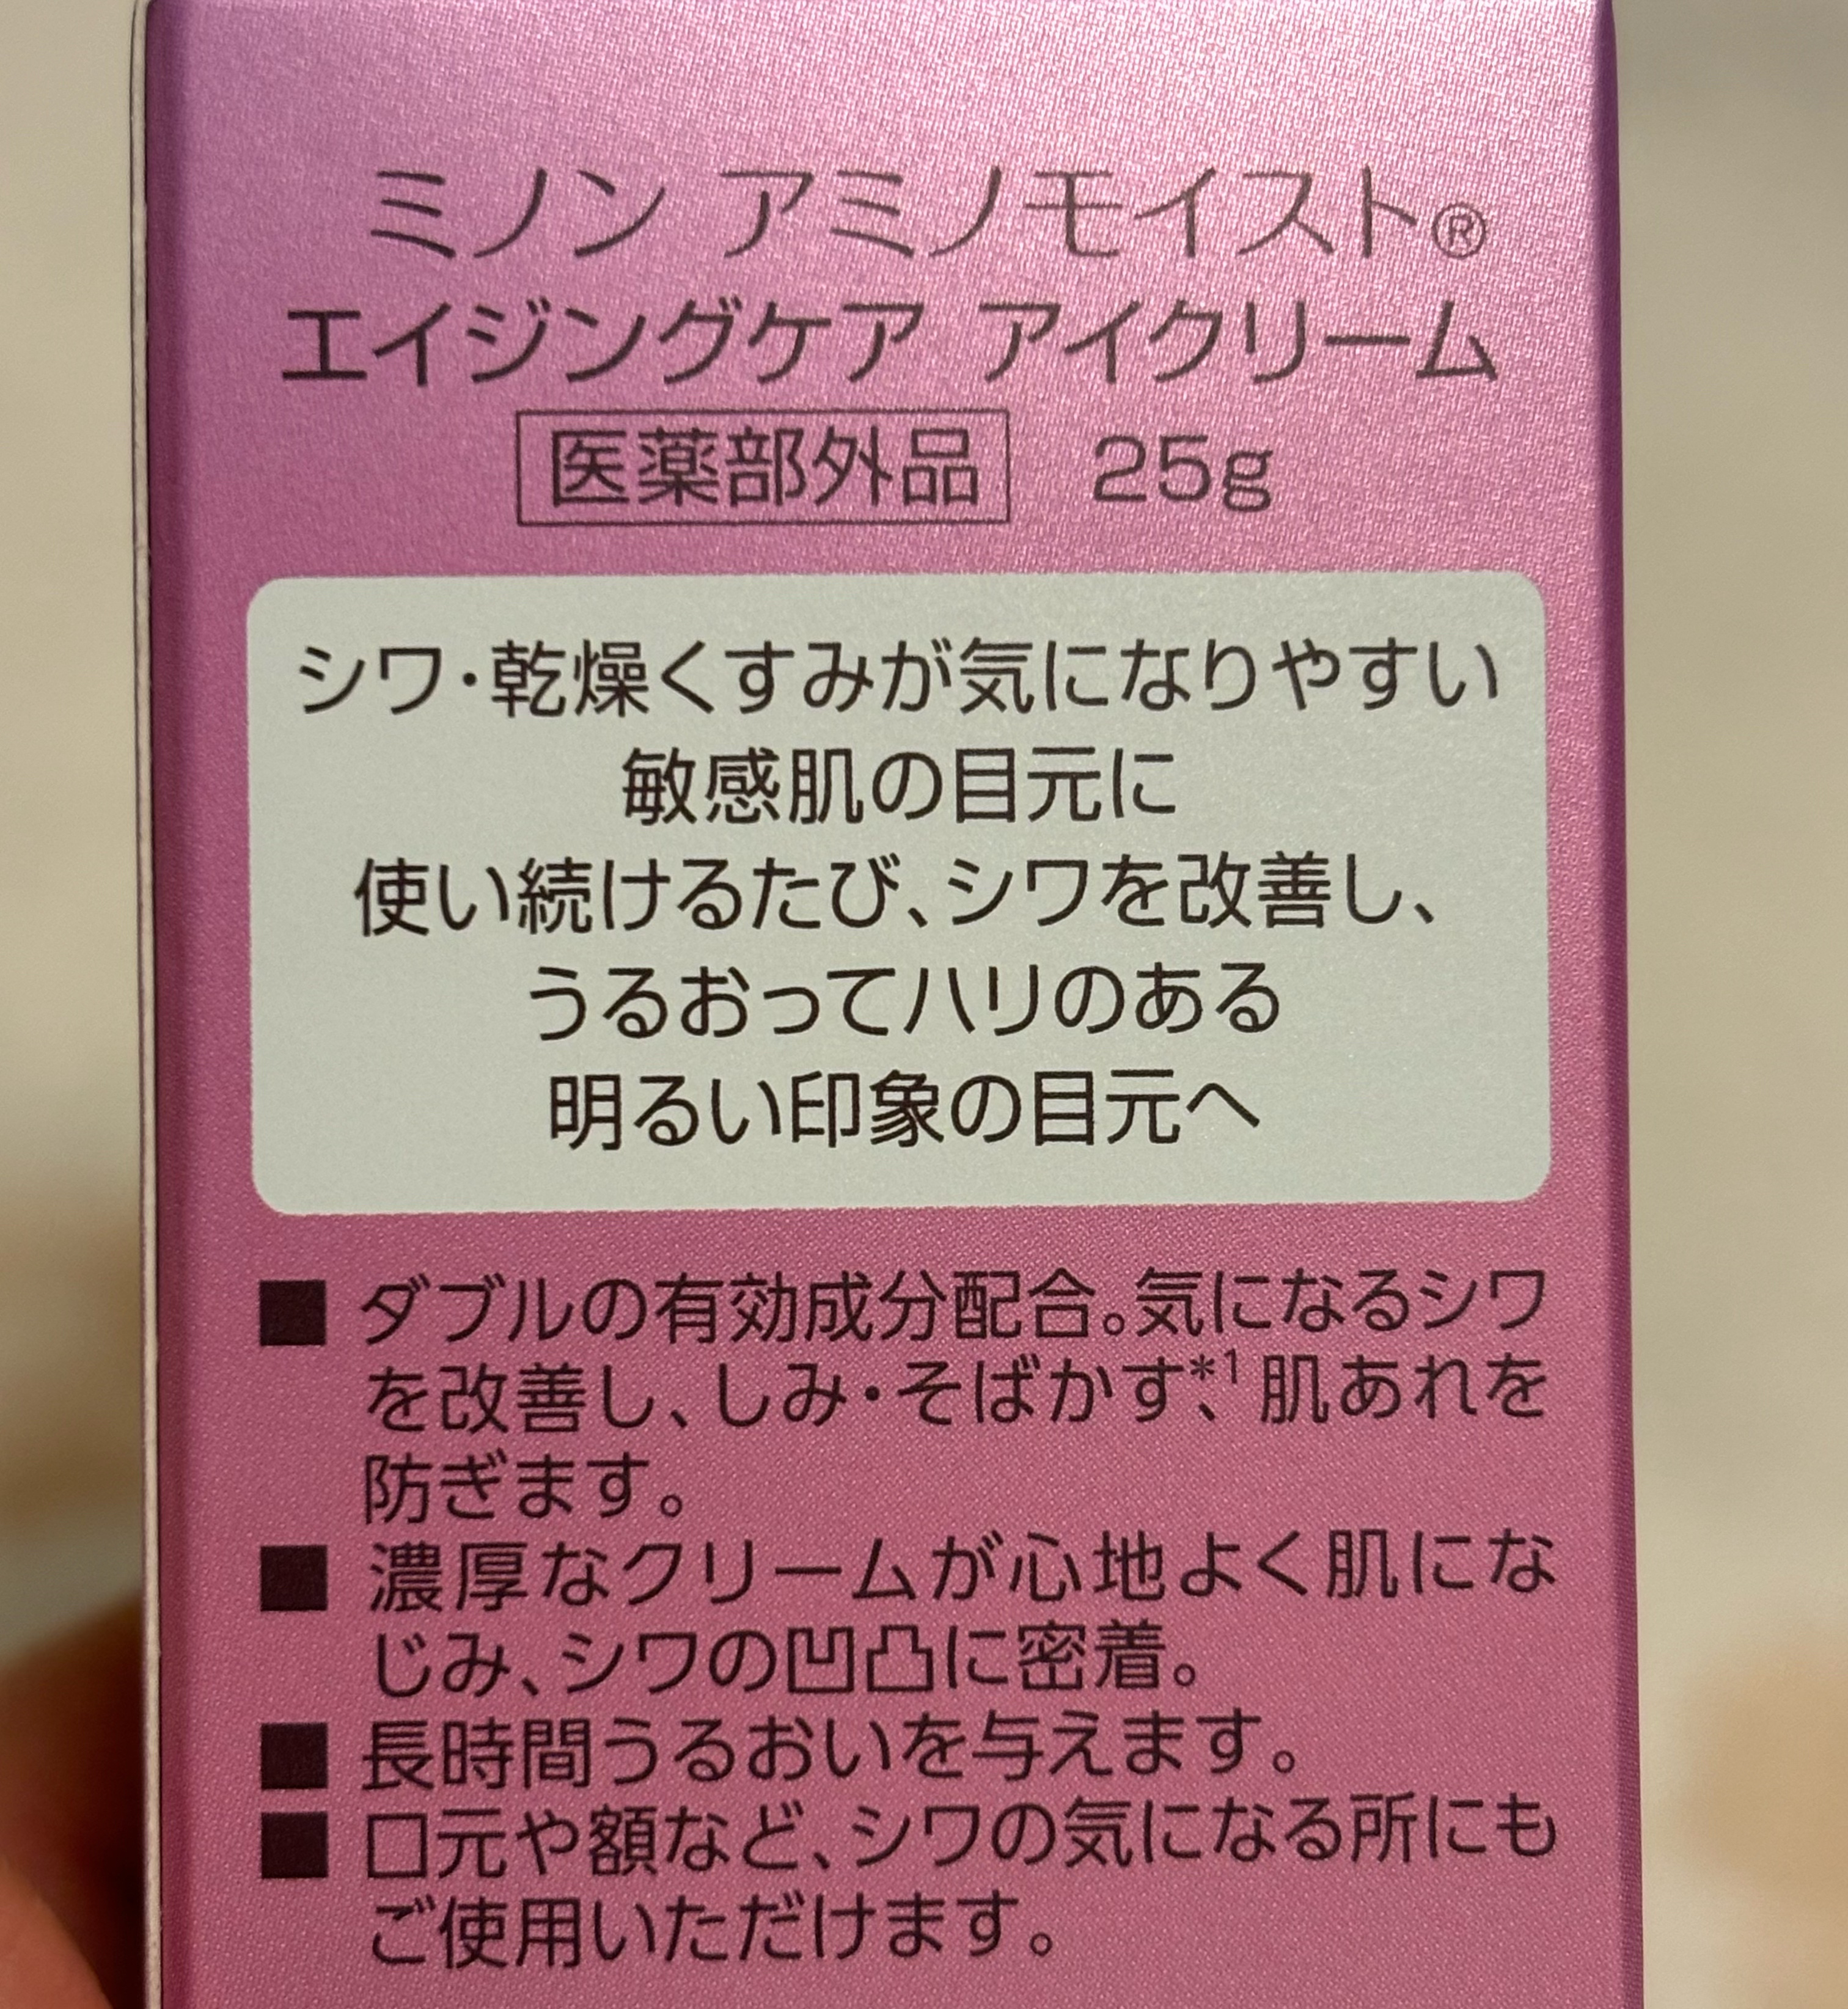 ミノン アミノモイスト®
エイジングケア アイクリーム
医薬部外品 25g
シワ・乾燥くすみが気になりやすい
敏感肌の目元に
使い続けるたび、シワを改善し、
うるおってハリのある
明るい印象の目元へ
■ ダブルの有効成分配合。気になるシワ
を改善し、しみ・そばかす*1、肌あれを
防ぎます。
■ 濃厚なクリームが心地よく肌にな
じみ、シワの凹凸に密着。
■ 長時間うるおいを与えます。
■ 口元や額など、シワの気になる所にも
ご使用いただけます。